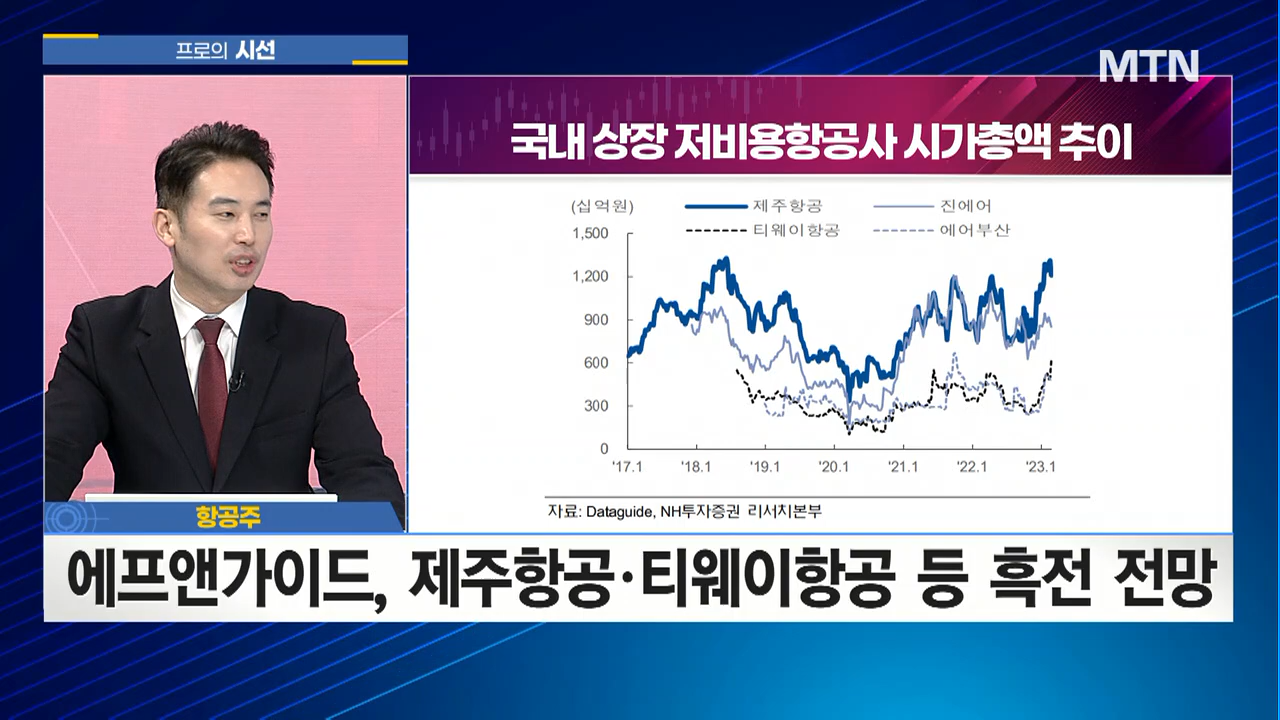 프로의 시선
MTN
국내 상장 저비용항공사 시가총액 추이
(십억원)
제주항공
진에어
티웨이항공
에어부산
1,500
1,200
900
600
300
0
'17.1
'18.1
'19.1
'20.1
'21.1
'22.1
'23.1
자료: Dataguide, NH투자증권 리서치본부
항공주
에프앤가이드, 제주항공·티웨이항공 등 흑전 전망